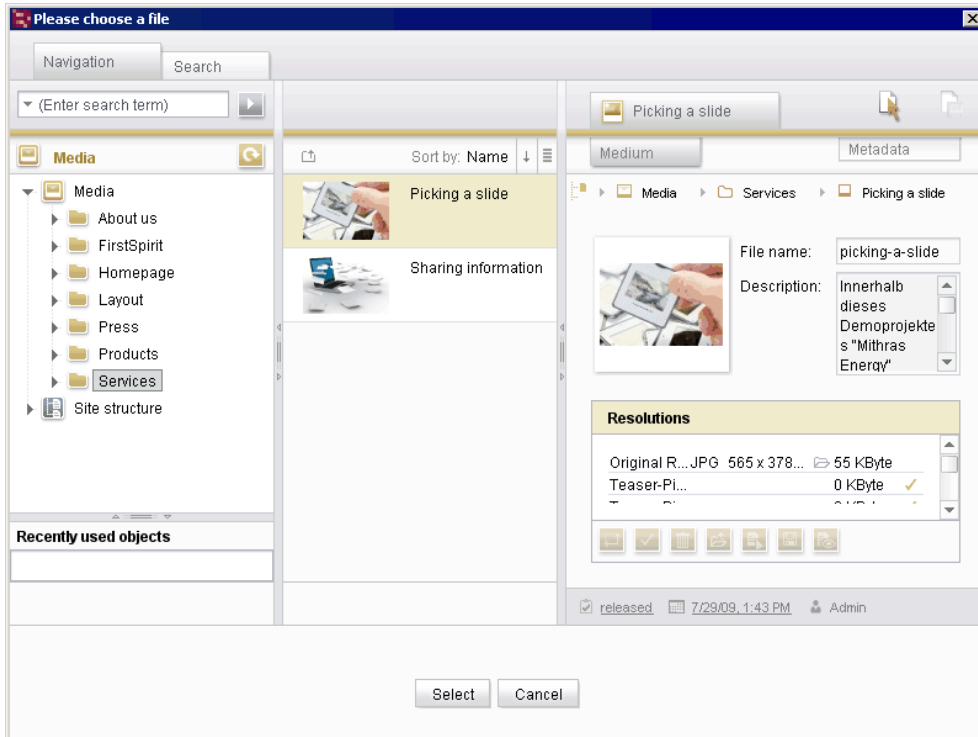 Please choose a file
Navigation
Search
(Enter search term)
Media
Media
About us
FirstSpirit
Homepage
Layout
Press
Products
Services
Site structure
Recently used objects
Sort by: Name
Picking a slide
Sharing information
Picking a slide
Medium
Metadata
Media Services Picking a slide
File name: picking-a-slide
Description: Innerhalb
dieses
Demoprojekte
s "Mithras
Energy"
Resolutions
Original R... JPG 565 x 378... 55 KByte
Teaser-Pi... 0 KByte
released 7/29/09, 1:43 PM Admin
Select Cancel